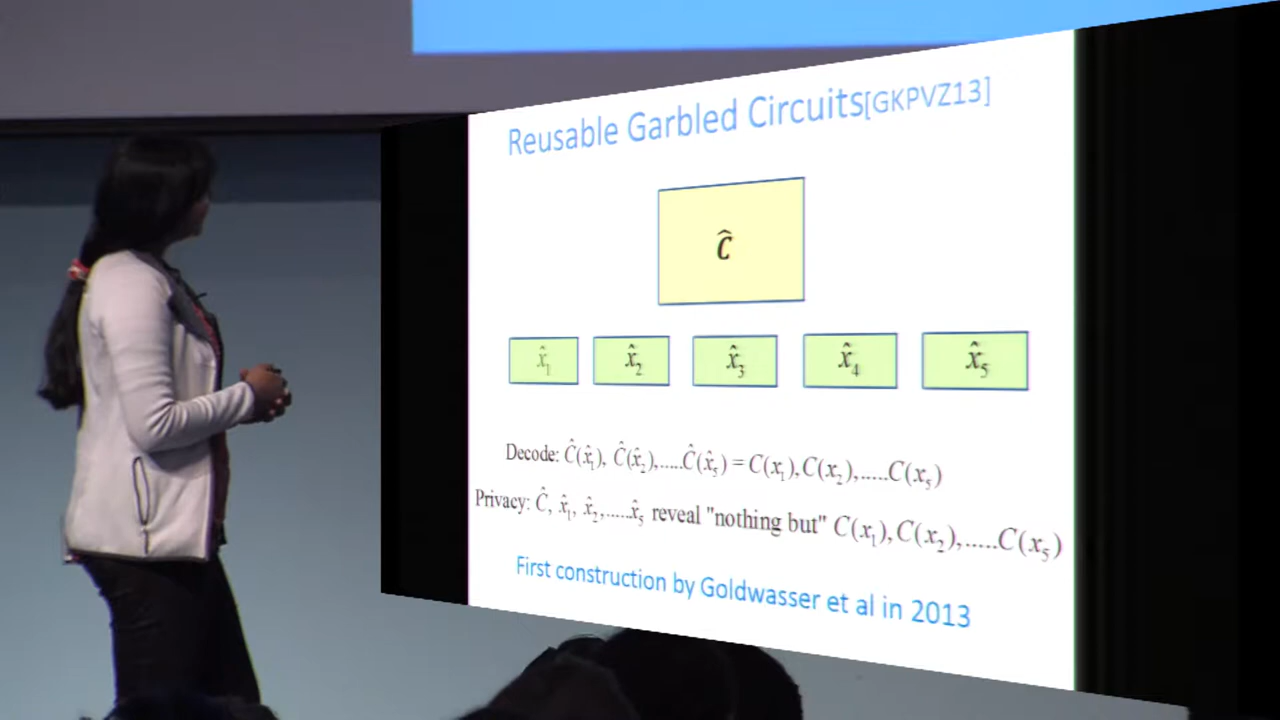 Reusable Garbled Circuits[GKPVZ13]
Ĉ
x̂₁ x̂₂ x̂₃ x̂₄ x̂₅
Decode: Ĉ(x̂₁), Ĉ(x̂₂),.....Ĉ(x̂₅) = C(x₁),C(x₂),.....C(x₅)
Privacy: Ĉ, x̂₁, x̂₂,.....x̂₅ reveal "nothing but" C(x₁),C(x₂),.....C(x₅)
First construction by Goldwasser et al in 2013